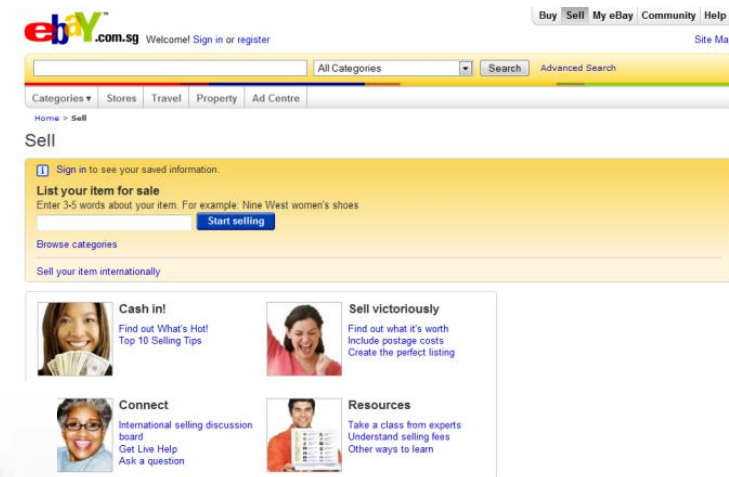 Buy Sell My eBay Community Help
ebaY™.com.sg Welcome! Sign in or register
Site Ma
All Categories Search Advanced Search
Categories ▾ Stores Travel Property Ad Centre
Home > Sell
Sell
i Sign in to see your saved information.
List your item for sale
Enter 3-5 words about your item. For example: Nine West women's shoes
Start selling
Browse categories
Sell your item internationally
Cash in!
Find out What's Hot!
Top 10 Selling Tips
Sell victoriously
Find out what it's worth
Include postage costs
Create the perfect listing
Connect
International selling discussion
board
Get Live Help
Ask a question
Resources
Take a class from experts
Understand selling fees
Other ways to learn